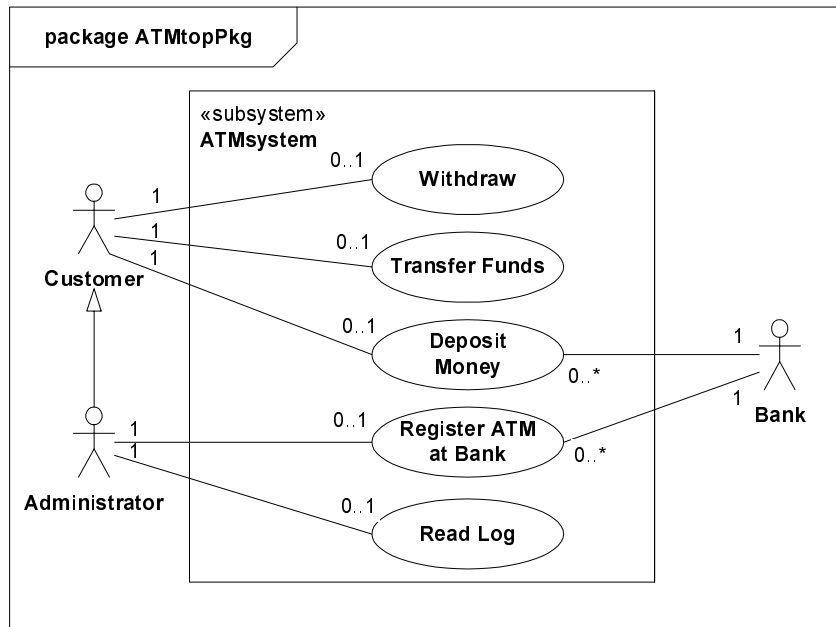 package ATMtopPkg
«subsystem»
ATMsystem
0..1
Withdraw
1
1
0..1
Transfer Funds
1
Customer
0..1
Deposit
Money
1
0..*
1
Bank
1
0..1
Register ATM
at Bank
1
0..*
Administrator
0..1
Read Log